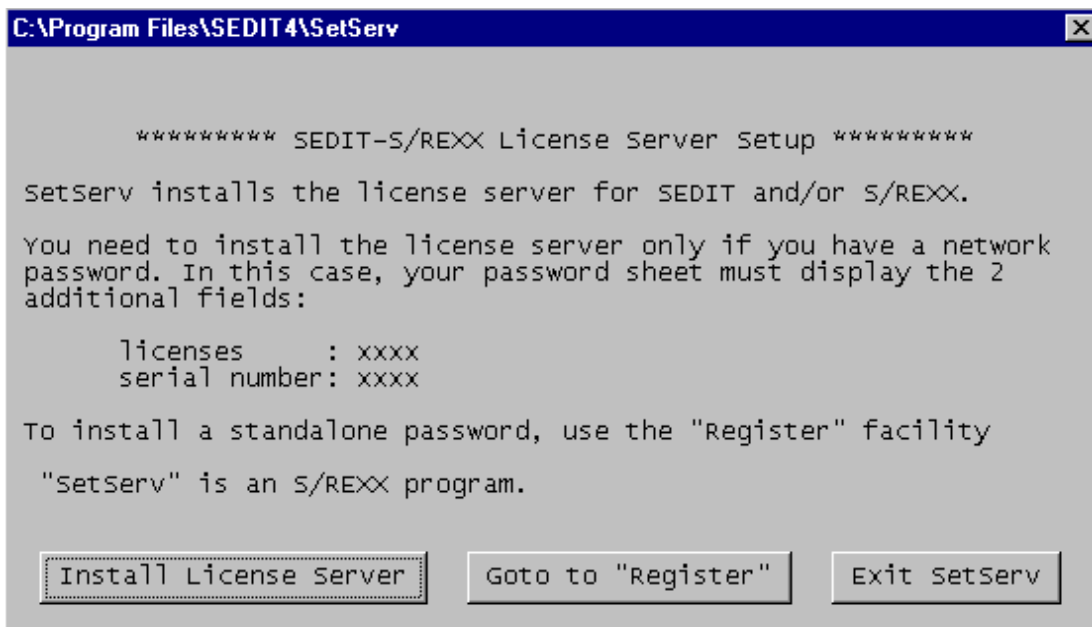 C:\Program Files\SEDIT4\SetServ
********* SEDIT-S/REXX License Server Setup *********
SetServ installs the license server for SEDIT and/or S/REXX.
You need to install the license server only if you have a network
password. In this case, your password sheet must display the 2
additional fields:
licenses      : xxxx
serial number: xxxx
To install a standalone password, use the "Register" facility
"SetServ" is an S/REXX program.
Install License Server
Goto to "Register"
Exit SetServ